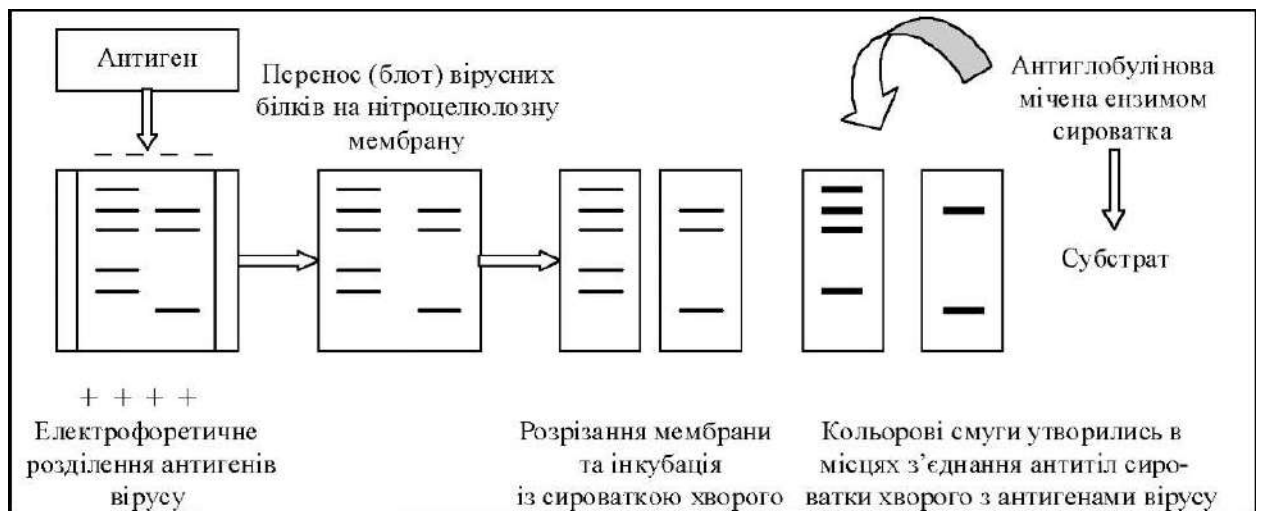 Антиген
Перенос (блот) вірусних
білків на нітроцелюлозну
мембрану
Антиглобулінова
мічена ензимом
сироватка
Субстрат
– – – –
+ + + +
Електрофоретичне
розділення антигенів
вірусу
Розрізання мембрани
та інкубація
із сироваткою хворого
Кольорові смуги утворились в
місцях з’єднання антитіл сиро-
ватки хворого з антигенами вірусу